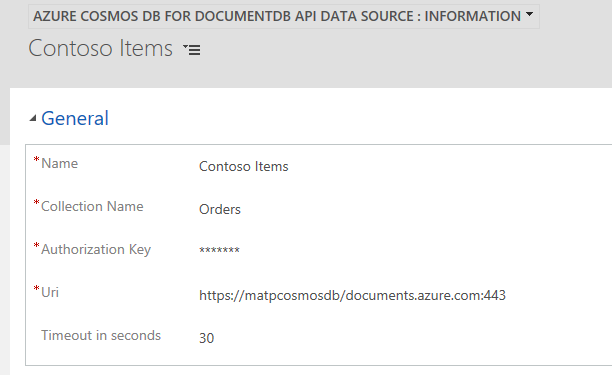 AZURE COSMOS DB FOR DOCUMENTDB API DATA SOURCE : INFORMATION
Contoso Items
General
*Name Contoso Items
*Collection Name Orders
*Authorization Key *******
*Uri https://matpcosmosdb/documents.azure.com:443
Timeout in seconds 30